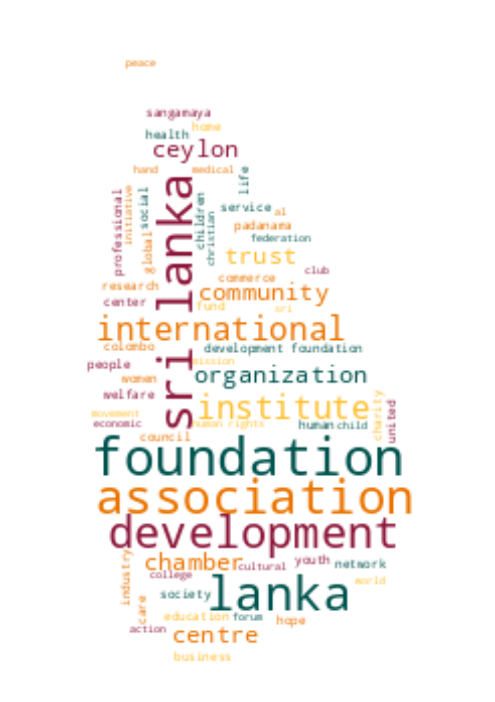 peace
sangamaya
home
health
ceylon
hand
medical
life
sri lanka
professional
initiative
social
global
children
christian
service
al
padanama
federation
trust
club
commerce
research
community
center
fund
sri
international
colombo
development foundation
people
mission
women
organization
welfare
institute
charity
united
movement
economic
human rights
human
child
council
foundation
association
development
chamber
industry
cultural
youth
network
college
world
lanka
society
care
education
forum
hope
action
centre
business